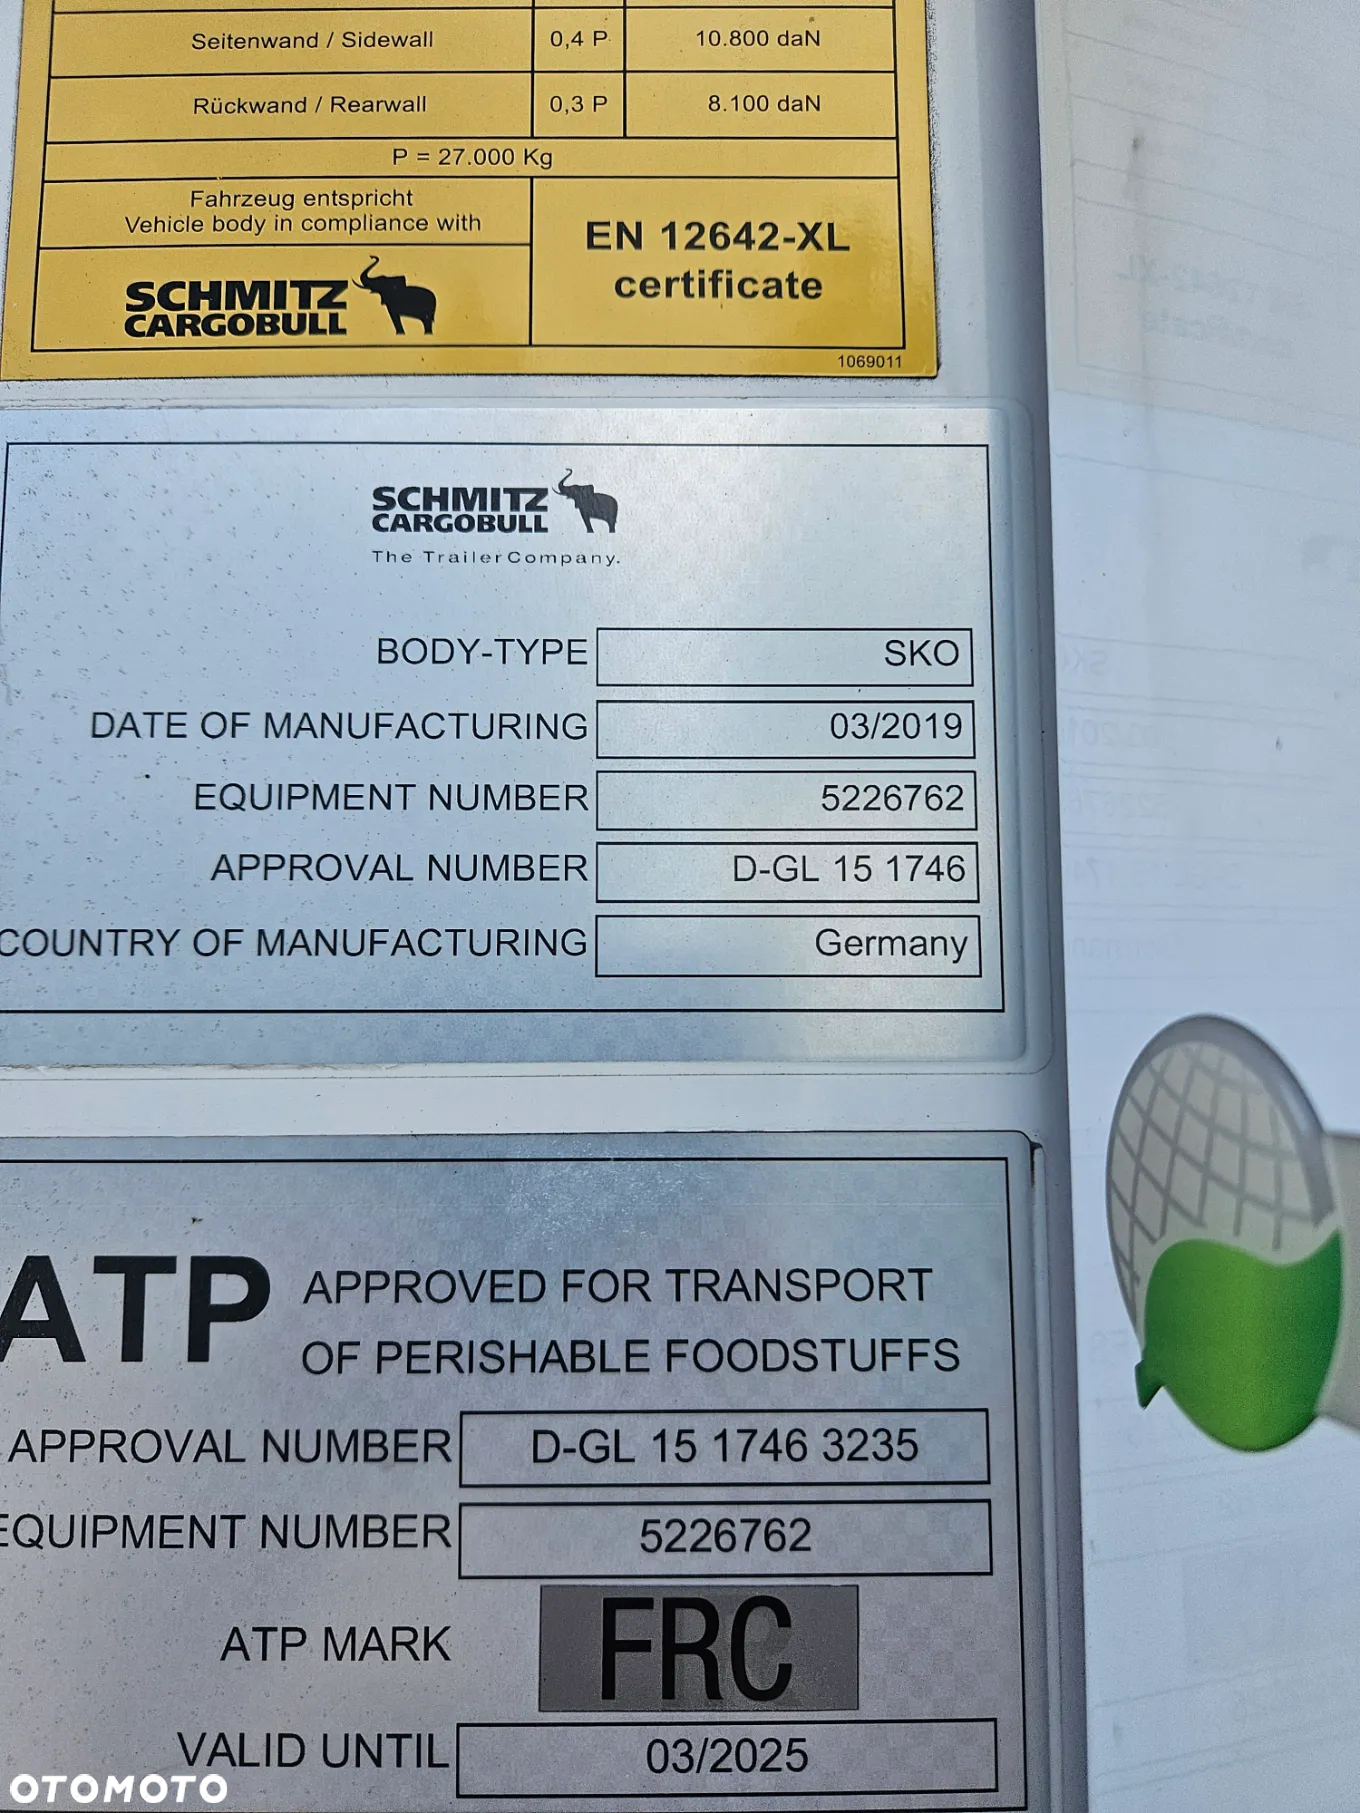 Seitenwand / Sidewall 0,4 P 10.800 daN
Rückwand / Rearwall 0,3 P 8.100 daN
P = 27.000 Kg
Fahrzeug entspricht
Vehicle body in compliance with
EN 12642-XL
certificate
SCHMITZ
CARGOBULL
1069011
SCHMITZ
CARGOBULL
The Trailer Company.
BODY-TYPE SKO
DATE OF MANUFACTURING 03/2019
EQUIPMENT NUMBER 5226762
APPROVAL NUMBER D-GL 15 1746
COUNTRY OF MANUFACTURING Germany
ATP APPROVED FOR TRANSPORT
OF PERISHABLE FOODSTUFFS
APPROVAL NUMBER D-GL 15 1746 3235
EQUIPMENT NUMBER 5226762
ATP MARK FRC
VALID UNTIL 03/2025
OTOMOTO